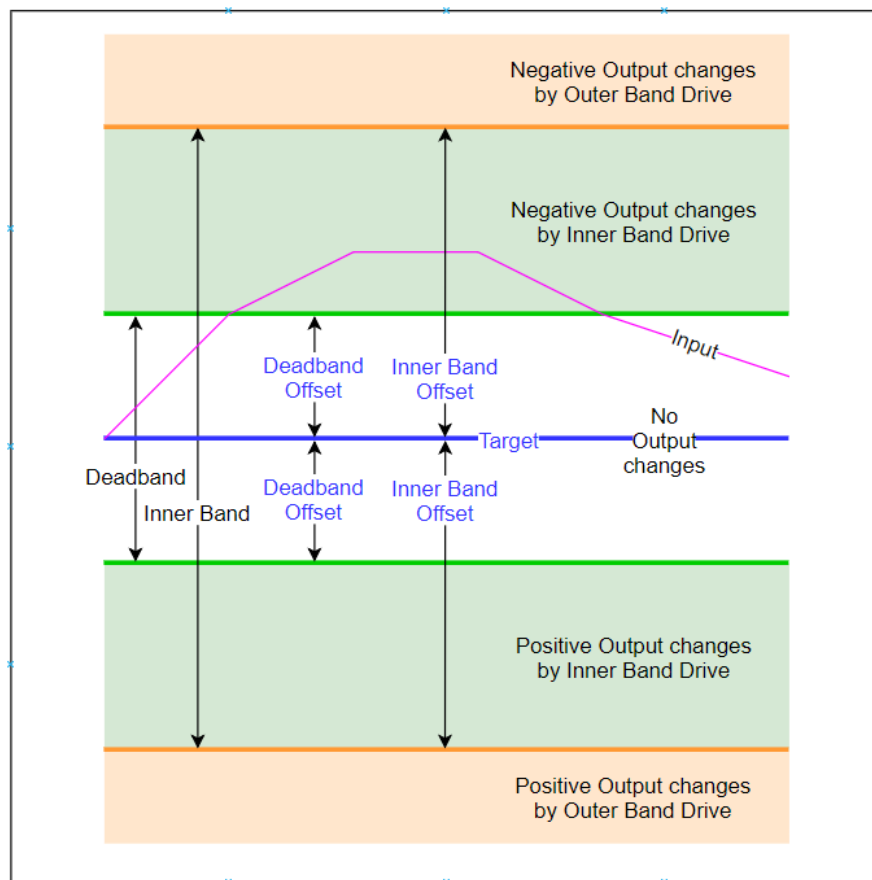 Negative Output changes
by Outer Band Drive
Negative Output changes
by Inner Band Drive
Input
Deadband
Offset
Inner Band
Offset
No
Output
changes
Target
Deadband
Inner Band
Deadband
Offset
Inner Band
Offset
Positive Output changes
by Inner Band Drive
Positive Output changes
by Outer Band Drive